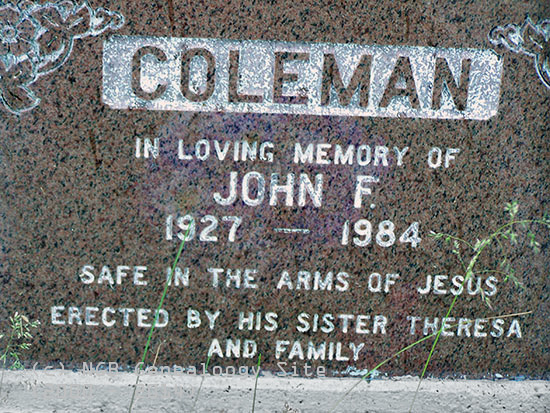 COLEMAN
IN LOVING MEMORY OF
JOHN F.
1927 — 1984
SAFE IN THE ARMS OF JESUS
ERECTED BY HIS SISTER THERESA
AND FAMILY
(c) NGB Genealogy Site